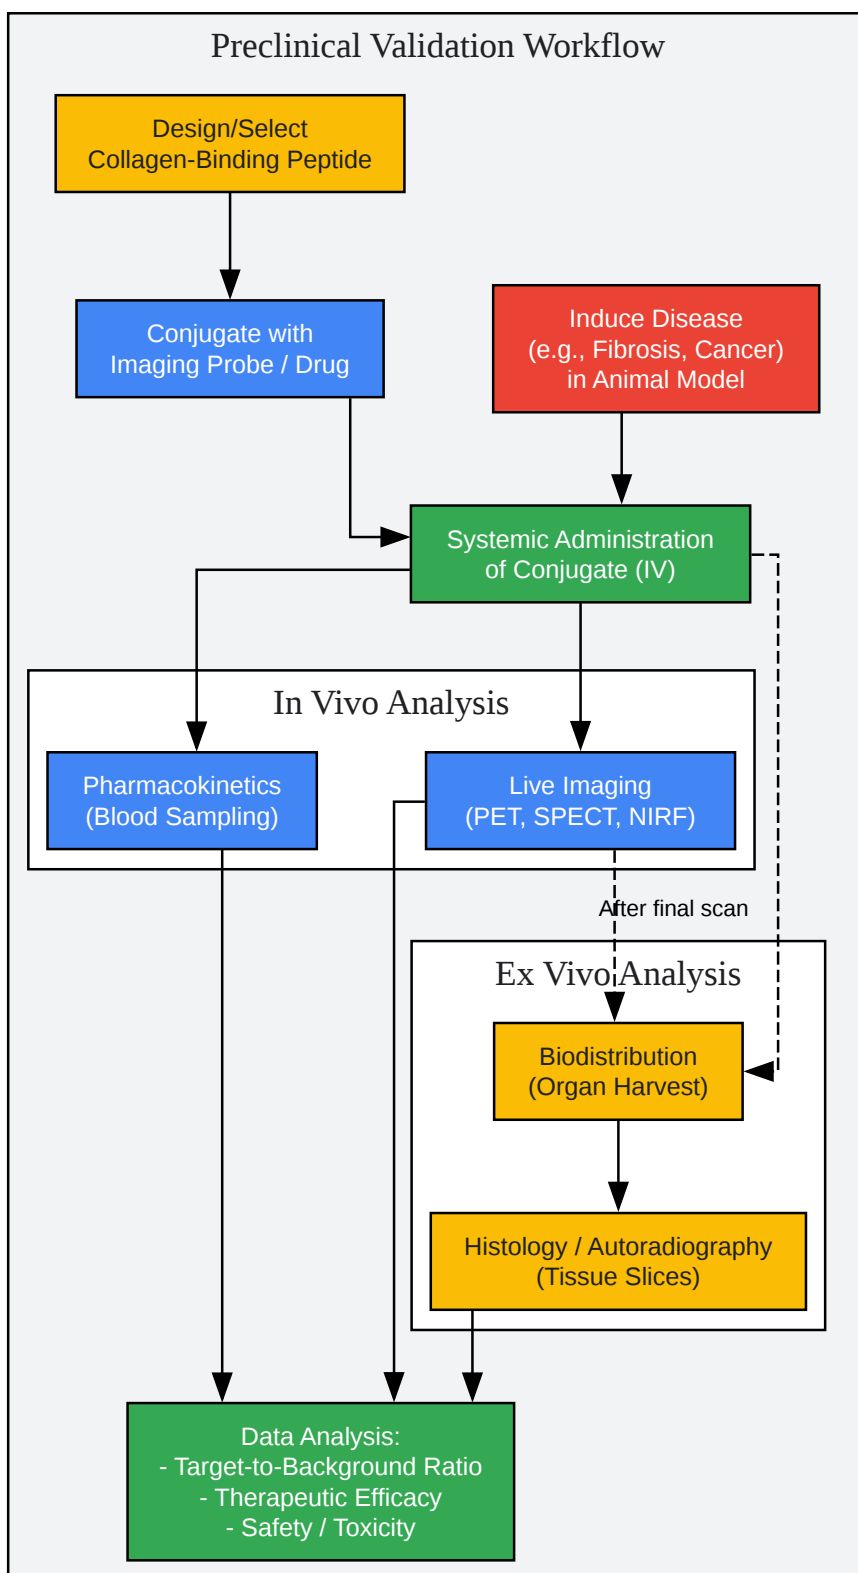 Preclinical Validation Workflow
Design/Select
Collagen-Binding Peptide
Conjugate with
Imaging Probe / Drug
Induce Disease
(e.g., Fibrosis, Cancer)
in Animal Model
Systemic Administration
of Conjugate (IV)
In Vivo Analysis
Pharmacokinetics
(Blood Sampling)
Live Imaging
(PET, SPECT, NIRF)
After final scan
Ex Vivo Analysis
Biodistribution
(Organ Harvest)
Histology / Autoradiography
(Tissue Slices)
Data Analysis:
- Target-to-Background Ratio
- Therapeutic Efficacy
- Safety / Toxicity